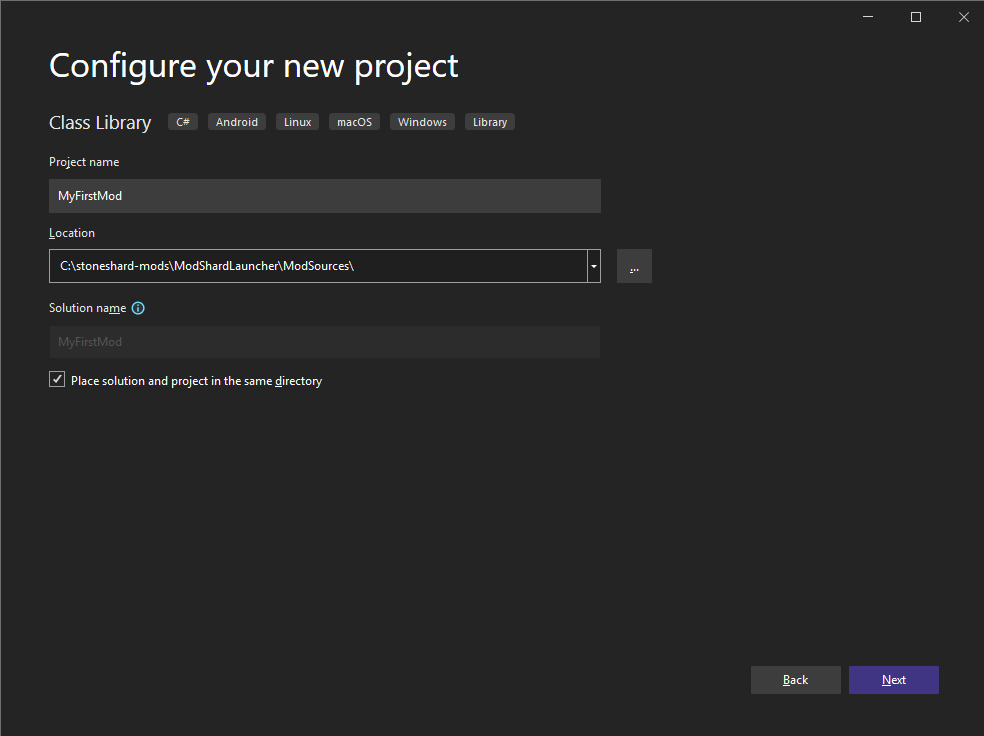 Configure your new project
Class Library C# Android Linux macOS Windows Library
Project name
MyFirstMod
Location
C:\stoneshard-mods\ModShardLauncher\ModSources\
...
Solution name
MyFirstMod
Place solution and project in the same directory
Back Next